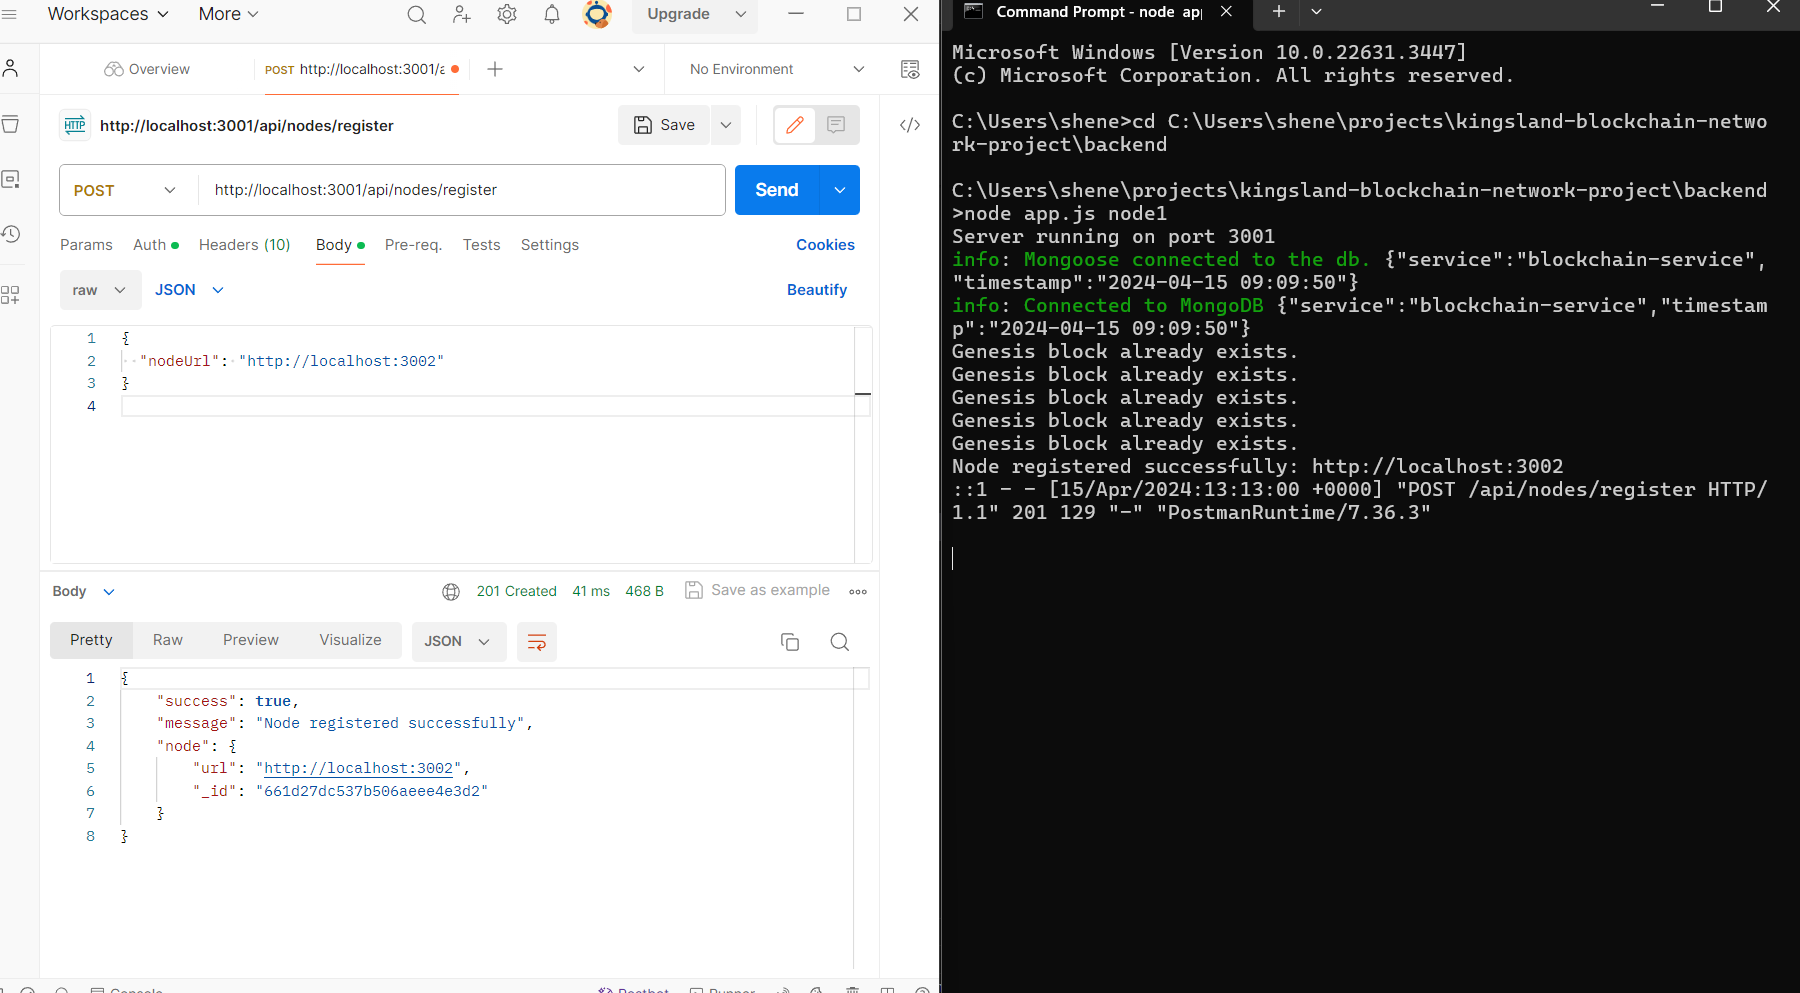 Workspaces More Upgrade
Overview POST http://localhost:3001/a No Environment
HTTP http://localhost:3001/api/nodes/register Save
POST http://localhost:3001/api/nodes/register Send
Params Auth Headers (10) Body Pre-req. Tests Settings Cookies
raw JSON Beautify
1 {
2 "nodeUrl": "http://localhost:3002"
3 }
4
Body 201 Created 41 ms 468 B Save as example
Pretty Raw Preview Visualize JSON
1 {
2 "success": true,
3 "message": "Node registered successfully",
4 "node": {
5 "url": "http://localhost:3002",
6 "_id": "661d27dc537b506aeee4e3d2"
7 }
8 }
Console Postbot Runner
Command Prompt - node app
Microsoft Windows [Version 10.0.22631.3447]
(c) Microsoft Corporation. All rights reserved.
C:\Users\shene>cd C:\Users\shene\projects\kingsland-blockchain-netwo
rk-project\backend
C:\Users\shene\projects\kingsland-blockchain-network-project\backend
>node app.js node1
Server running on port 3001
info: Mongoose connected to the db. {"service":"blockchain-service",
"timestamp":"2024-04-15 09:09:50"}
info: Connected to MongoDB {"service":"blockchain-service","timestam
p":"2024-04-15 09:09:50"}
Genesis block already exists.
Genesis block already exists.
Genesis block already exists.
Genesis block already exists.
Genesis block already exists.
Node registered successfully: http://localhost:3002
::1 - - [15/Apr/2024:13:13:00 +0000] "POST /api/nodes/register HTTP/
1.1" 201 129 "-" "PostmanRuntime/7.36.3"